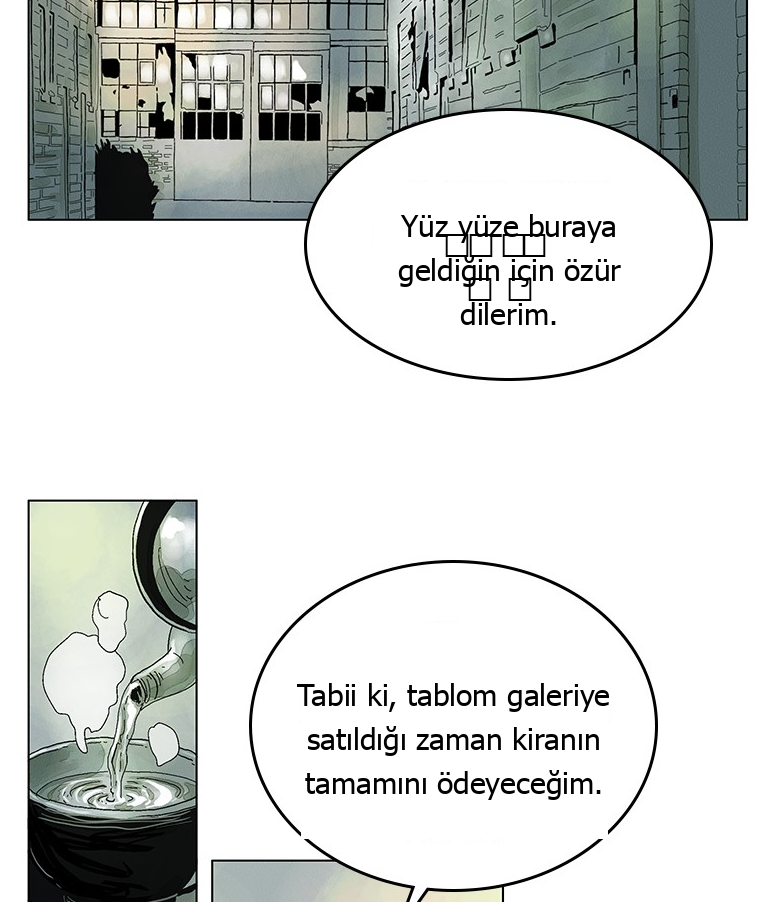 Yüz yüze buraya
geldiğin için özür
dilerim.
Tabii ki, tablom galeriye
satıldığı zaman kiranın
tamamını ödeyeceğim.